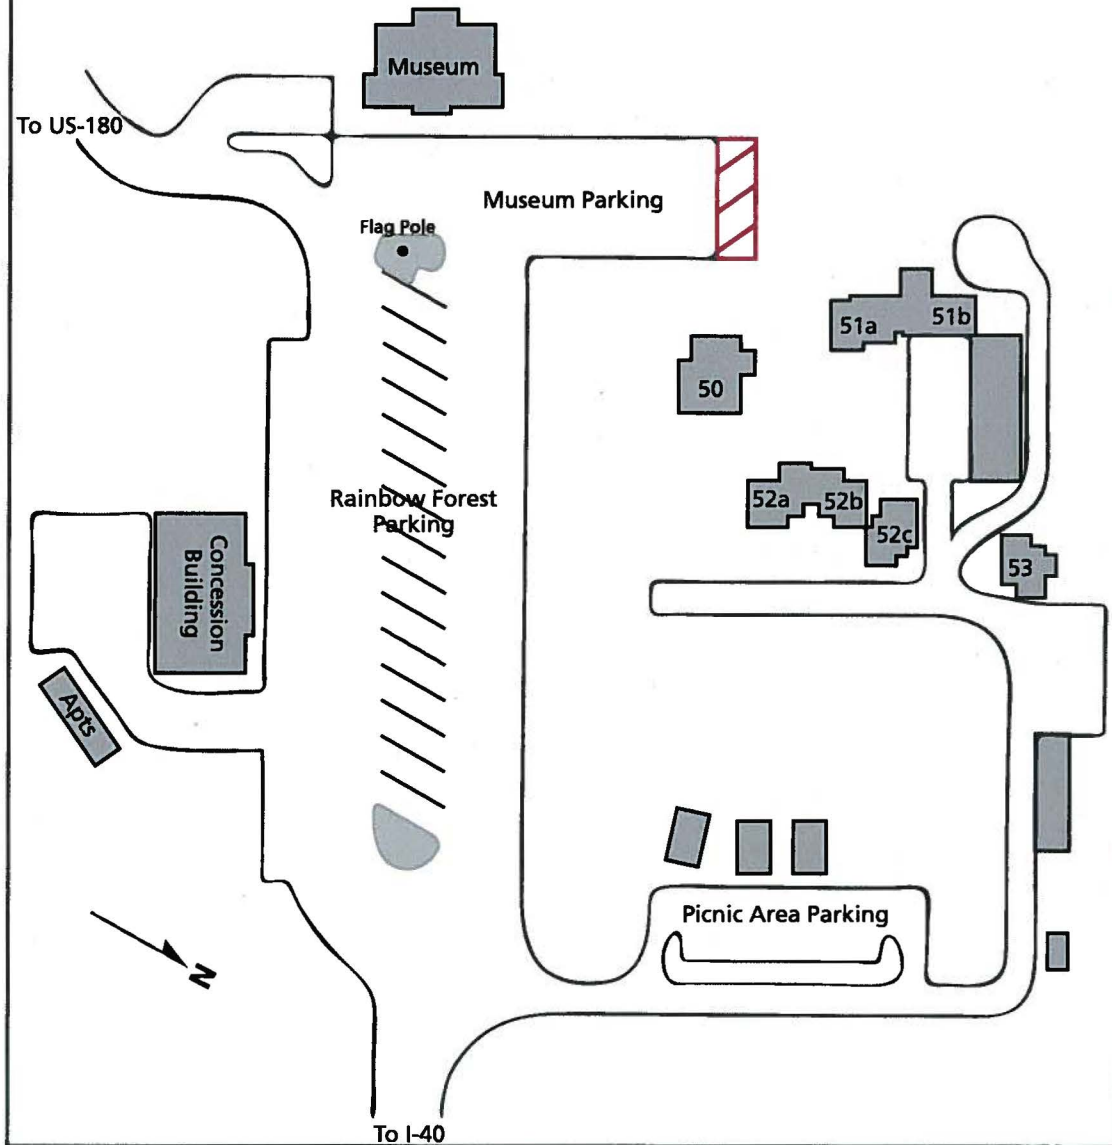 Museum
To US-180
Museum Parking
Flag Pole
51a
51b
50
Rainbow Forest
Parking
52a
52b
52c
Concession
Building
53
Apts
Picnic Area Parking
N
To I-40